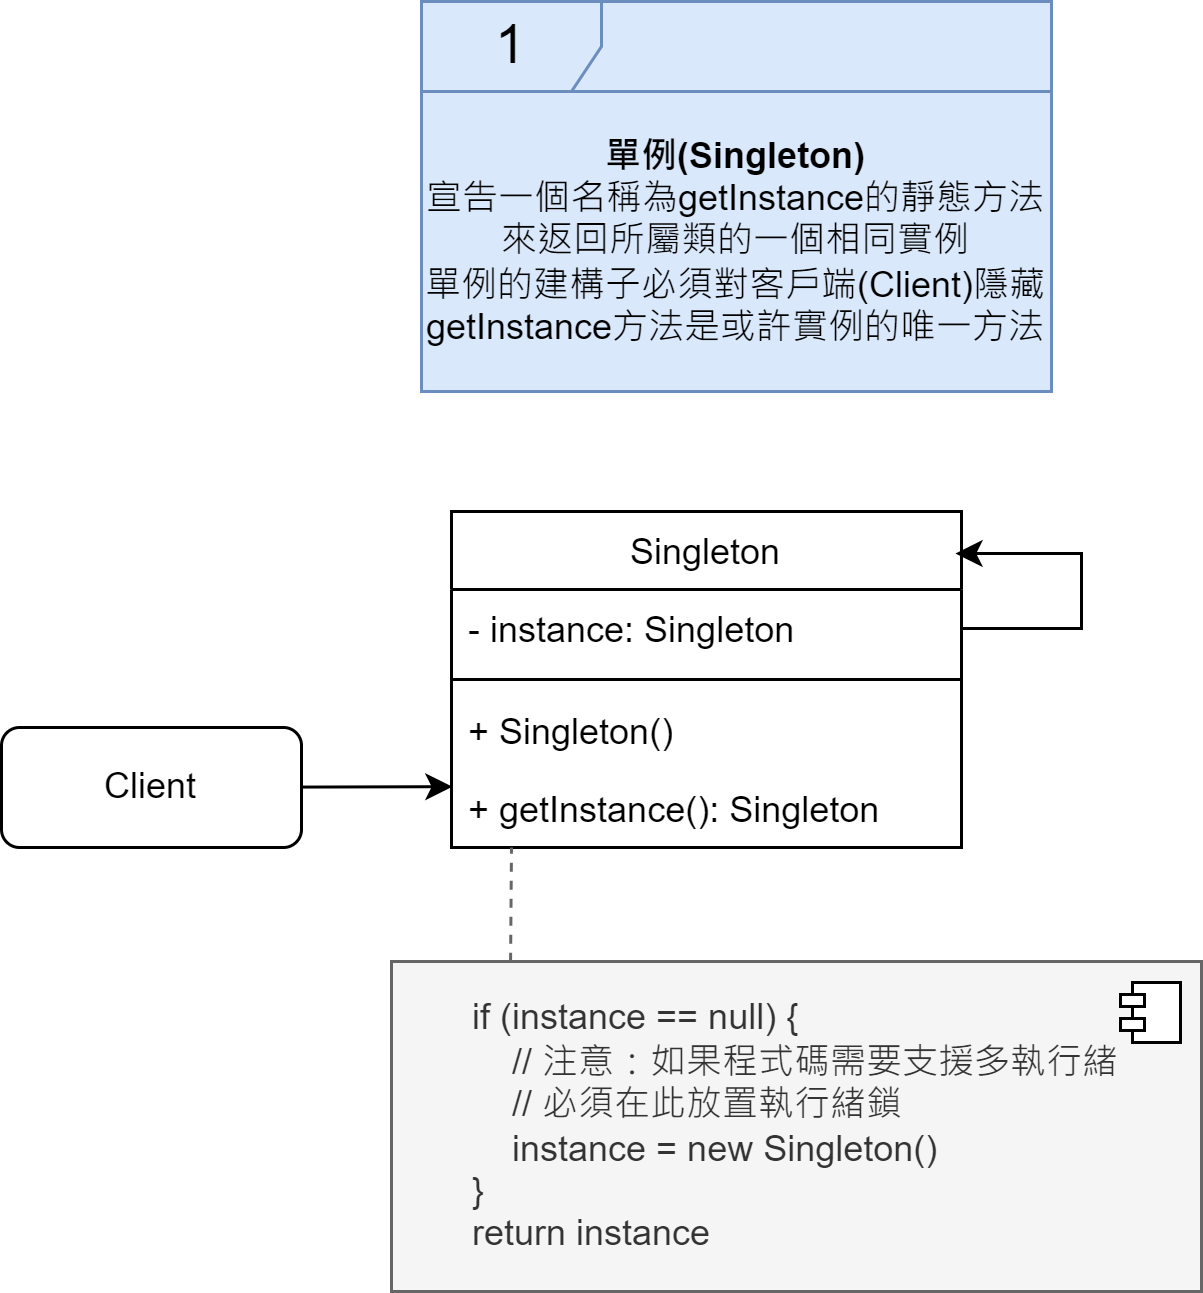 1
單例(Singleton)
宣告一個名稱為getInstance的靜態方法
來返回所屬類的一個相同實例
單例的建構子必須對客戶端(Client)隱藏
getInstance方法是或許實例的唯一方法
Singleton
- instance: Singleton
+ Singleton()
Client
+ getInstance(): Singleton
if (instance == null) {
// 注意：如果程式碼需要支援多執行緒
// 必須在此放置執行緒鎖
instance = new Singleton()
}
return instance